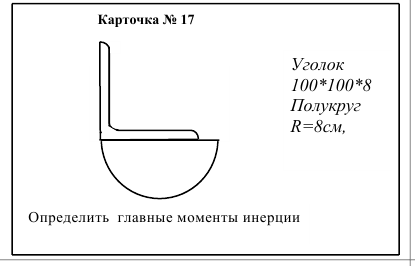 Карточка № 17
Уголок
100*100*8
Полукруг
R=8см,
Определить главные моменты инерции